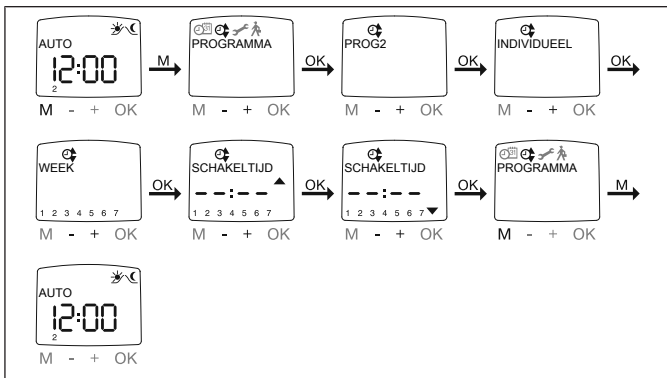 AUTO
12:00
2
M - + OK
M
31
PROGRAMMA
M - + OK
OK
PROG2
M - + OK
OK
INDIVIDUEEL
M - + OK
OK
WEEK
1 2 3 4 5 6 7
M - + OK
OK
SCHAKELTIJD
--:--
1 2 3 4 5 6 7
M - + OK
OK
SCHAKELTIJD
--:--
1 2 3 4 5 6 7
M - + OK
OK
31
PROGRAMMA
M - + OK
M
AUTO
12:00
2
M - + OK